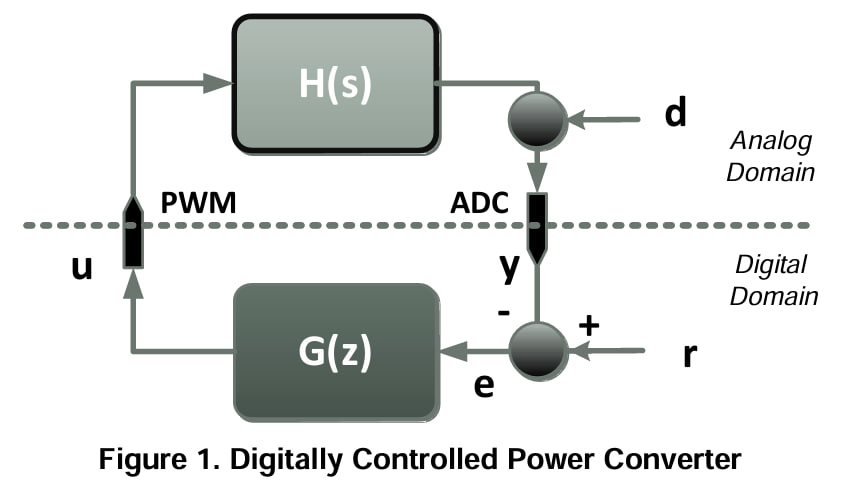 H(s)
d
Analog
Domain
PWM
ADC
u
y
Digital
Domain
-
+
G(z)
r
e
Figure 1. Digitally Controlled Power Converter